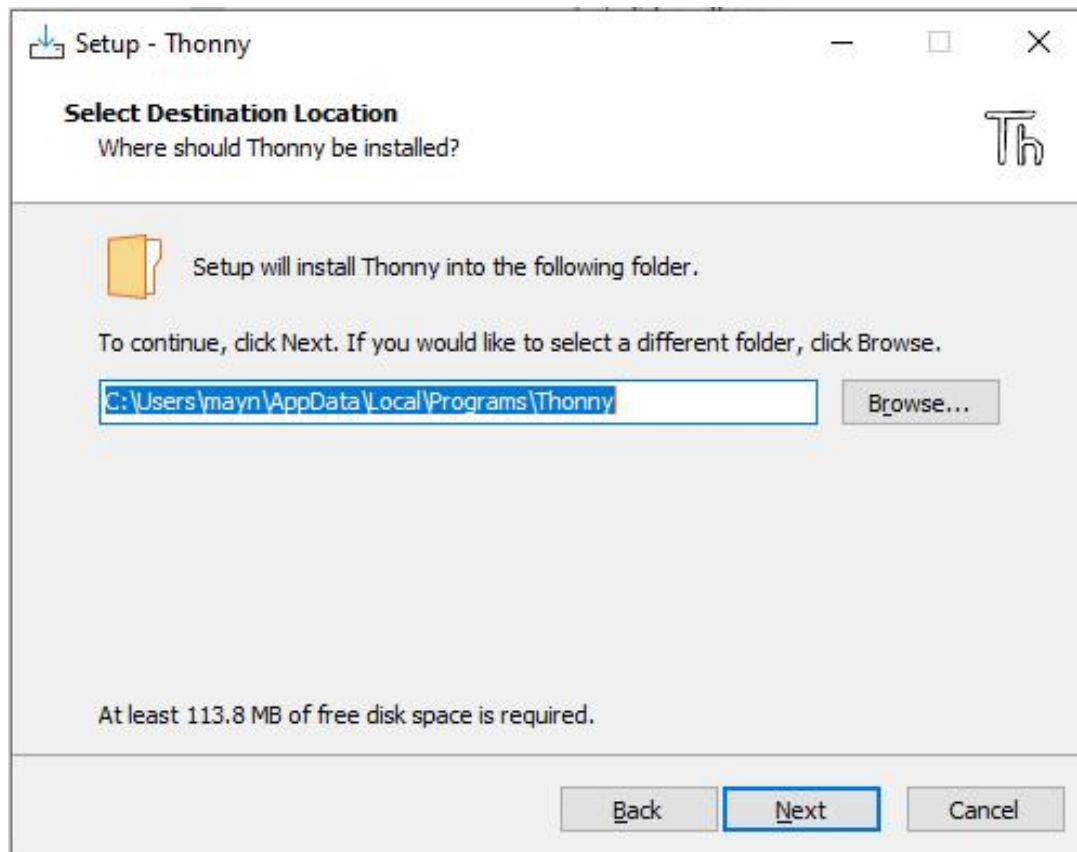 Setup - Thonny
Select Destination Location
Where should Thonny be installed?
Th
Setup will install Thonny into the following folder.
To continue, click Next. If you would like to select a different folder, click Browse.
C:\Users\mayn\AppData\Local\Programs\Thonny
Browse...
At least 113.8 MB of free disk space is required.
Back Next Cancel